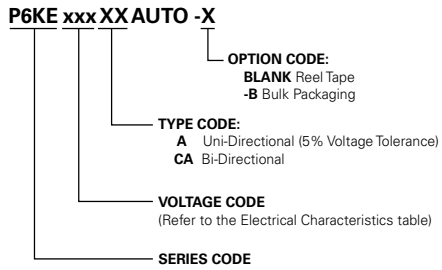 P6KE xxx XX AUTO -X
OPTION CODE:
BLANK Reel Tape
-B Bulk Packaging
TYPE CODE:
A Uni-Directional (5% Voltage Tolerance)
CA Bi-Directional
VOLTAGE CODE
(Refer to the Electrical Characteristics table)
SERIES CODE